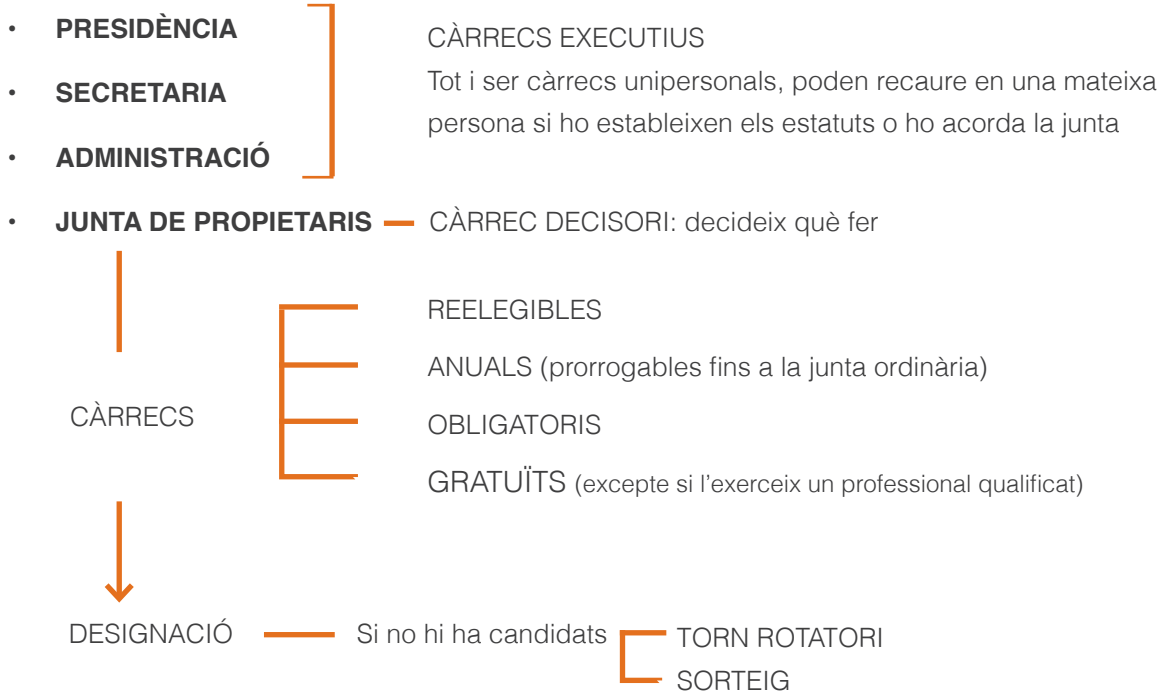 • PRESIDÈNCIA
• SECRETARIA
• ADMINISTRACIÓ
CÀRRECS EXECUTIUS
Tot i ser càrrecs unipersonals, poden recaure en una mateixa
persona si ho estableixen els estatuts o ho acorda la junta
• JUNTA DE PROPIETARIS CÀRREC DECISORI: decideix què fer
CÀRRECS
REELEGIBLES
ANUALS (prorrogables fins a la junta ordinària)
OBLIGATORIS
GRATUÏTS (excepte si l’exerceix un professional qualificat)
DESIGNACIÓ Si no hi ha candidats TORN ROTATORI
SORTEIG